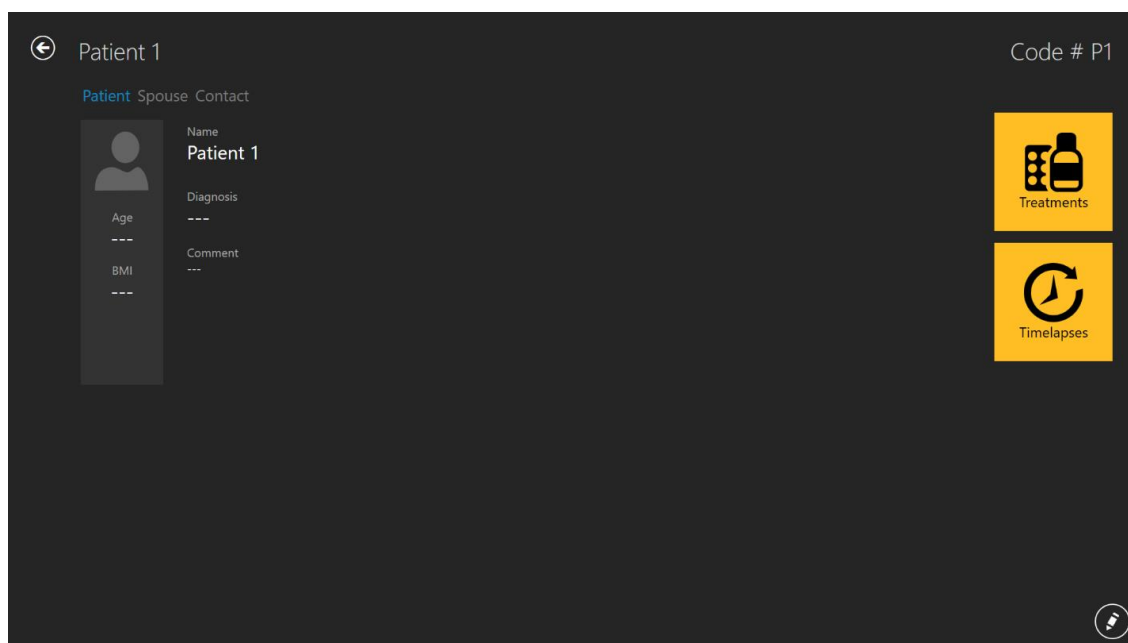 Patient 1
Code # P1
Patient Spouse Contact
Name
Patient 1
Diagnosis
---
Comment
---
Age
---
BMI
---
Treatments
Timelapses